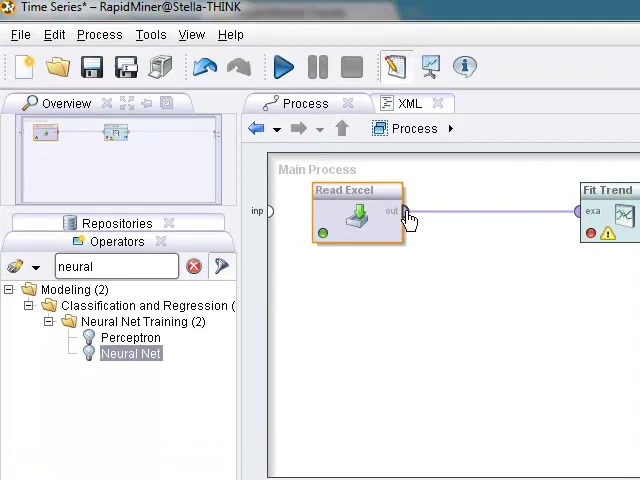 Time Series* – RapidMiner@Stella-THINK
File Edit Process Tools View Help
Overview
Process
XML
Process
Main Process
Read Excel
Fit Trend
inp
out
exa
Repositories
Operators
neural
Modeling (2)
Classification and Regression (
Neural Net Training (2)
Perceptron
Neural Net